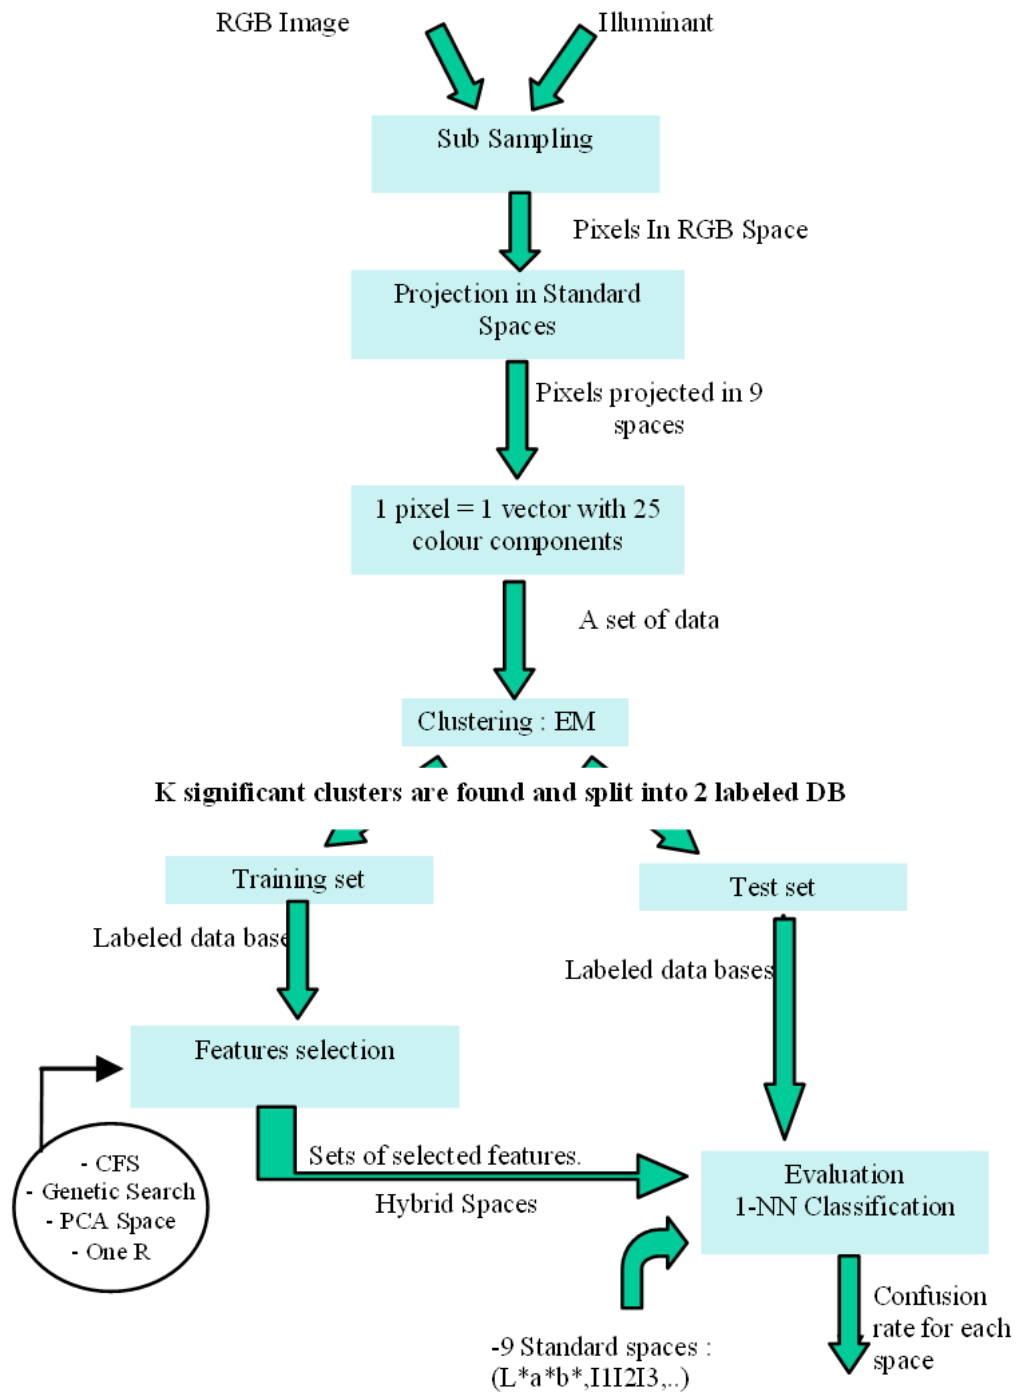 RGB Image
Illuminant
Sub Sampling
Pixels In RGB Space
Projection in Standard
Spaces
Pixels projected in 9
spaces
1 pixel = 1 vector with 25
colour components
A set of data
Clustering : EM
K significant clusters are found and split into 2 labeled DB
Training set
Test set
Labeled data base
Labeled data bases
Features selection
- CFS
- Genetic Search
- PCA Space
- One R
Sets of selected features.
Hybrid Spaces
Evaluation
1-NN Classification
-9 Standard spaces :
(L*a*b*,I1I2I3,..)
Confusion
rate for each
space